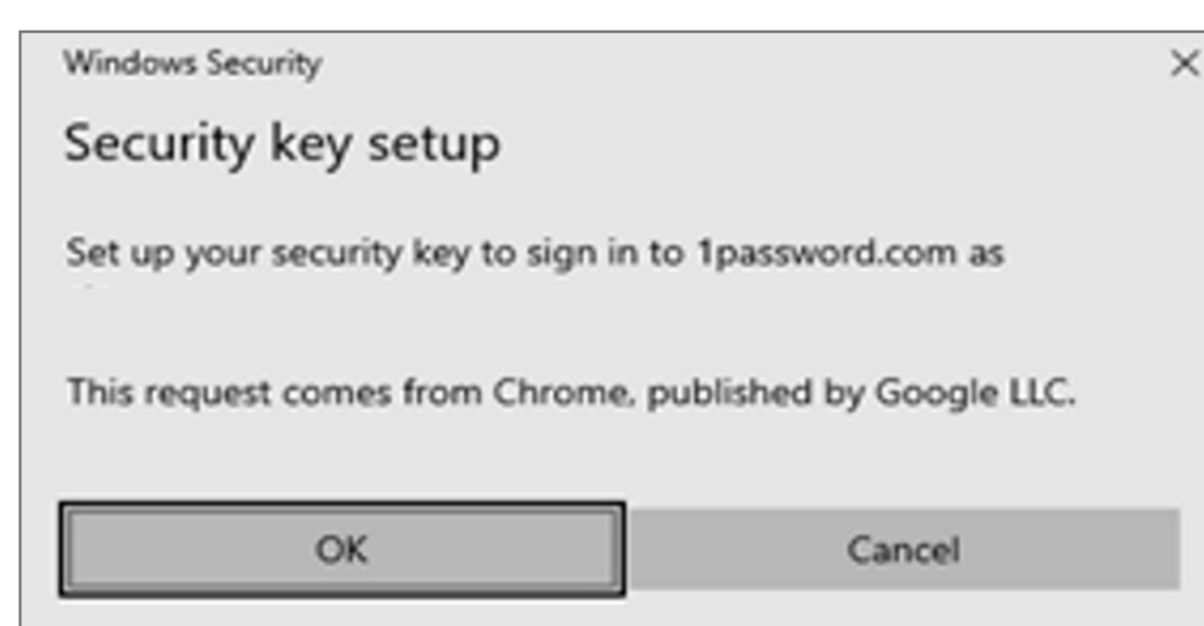 Windows Security
Security key setup
Set up your security key to sign in to 1password.com as
This request comes from Chrome, published by Google LLC.
OK
Cancel